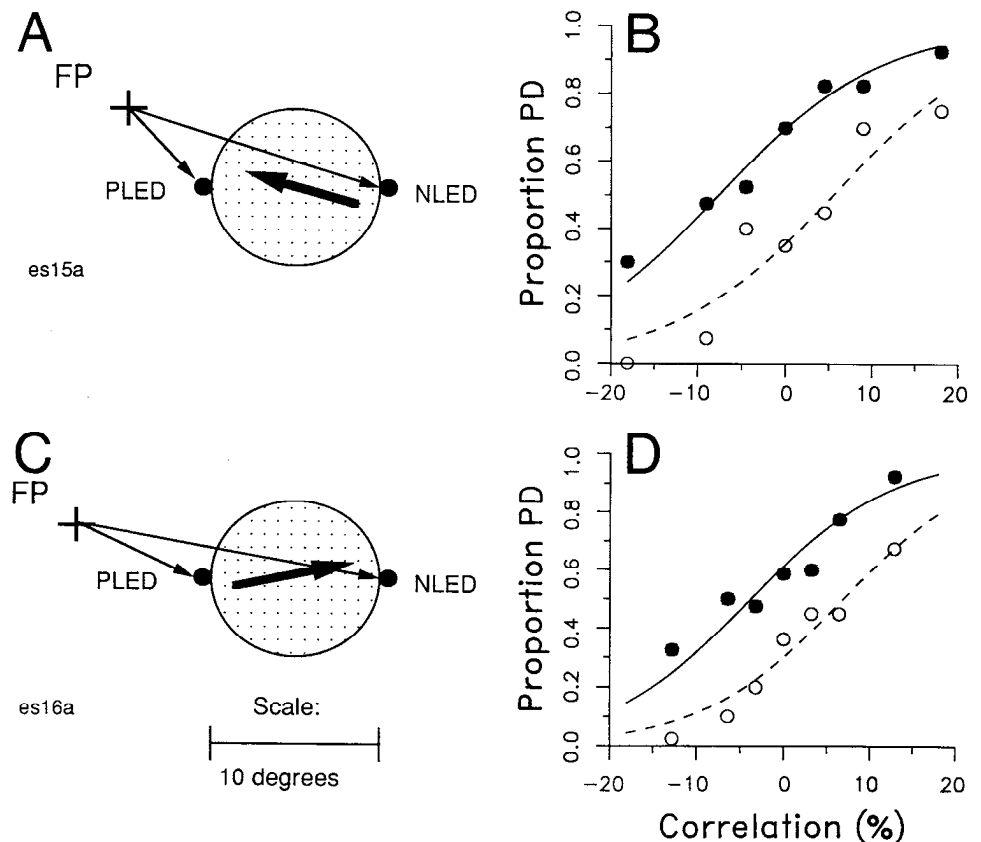 A
FP
PLED
NLED
es15a
B
Proportion PD
1.0
0.8
0.6
0.4
0.2
0.0
−20 −10 0 10 20
C
FP
PLED
NLED
es16a
Scale:
10 degrees
D
Proportion PD
1.0
0.8
0.6
0.4
0.2
0.0
−20 −10 0 10 20
Correlation (%)